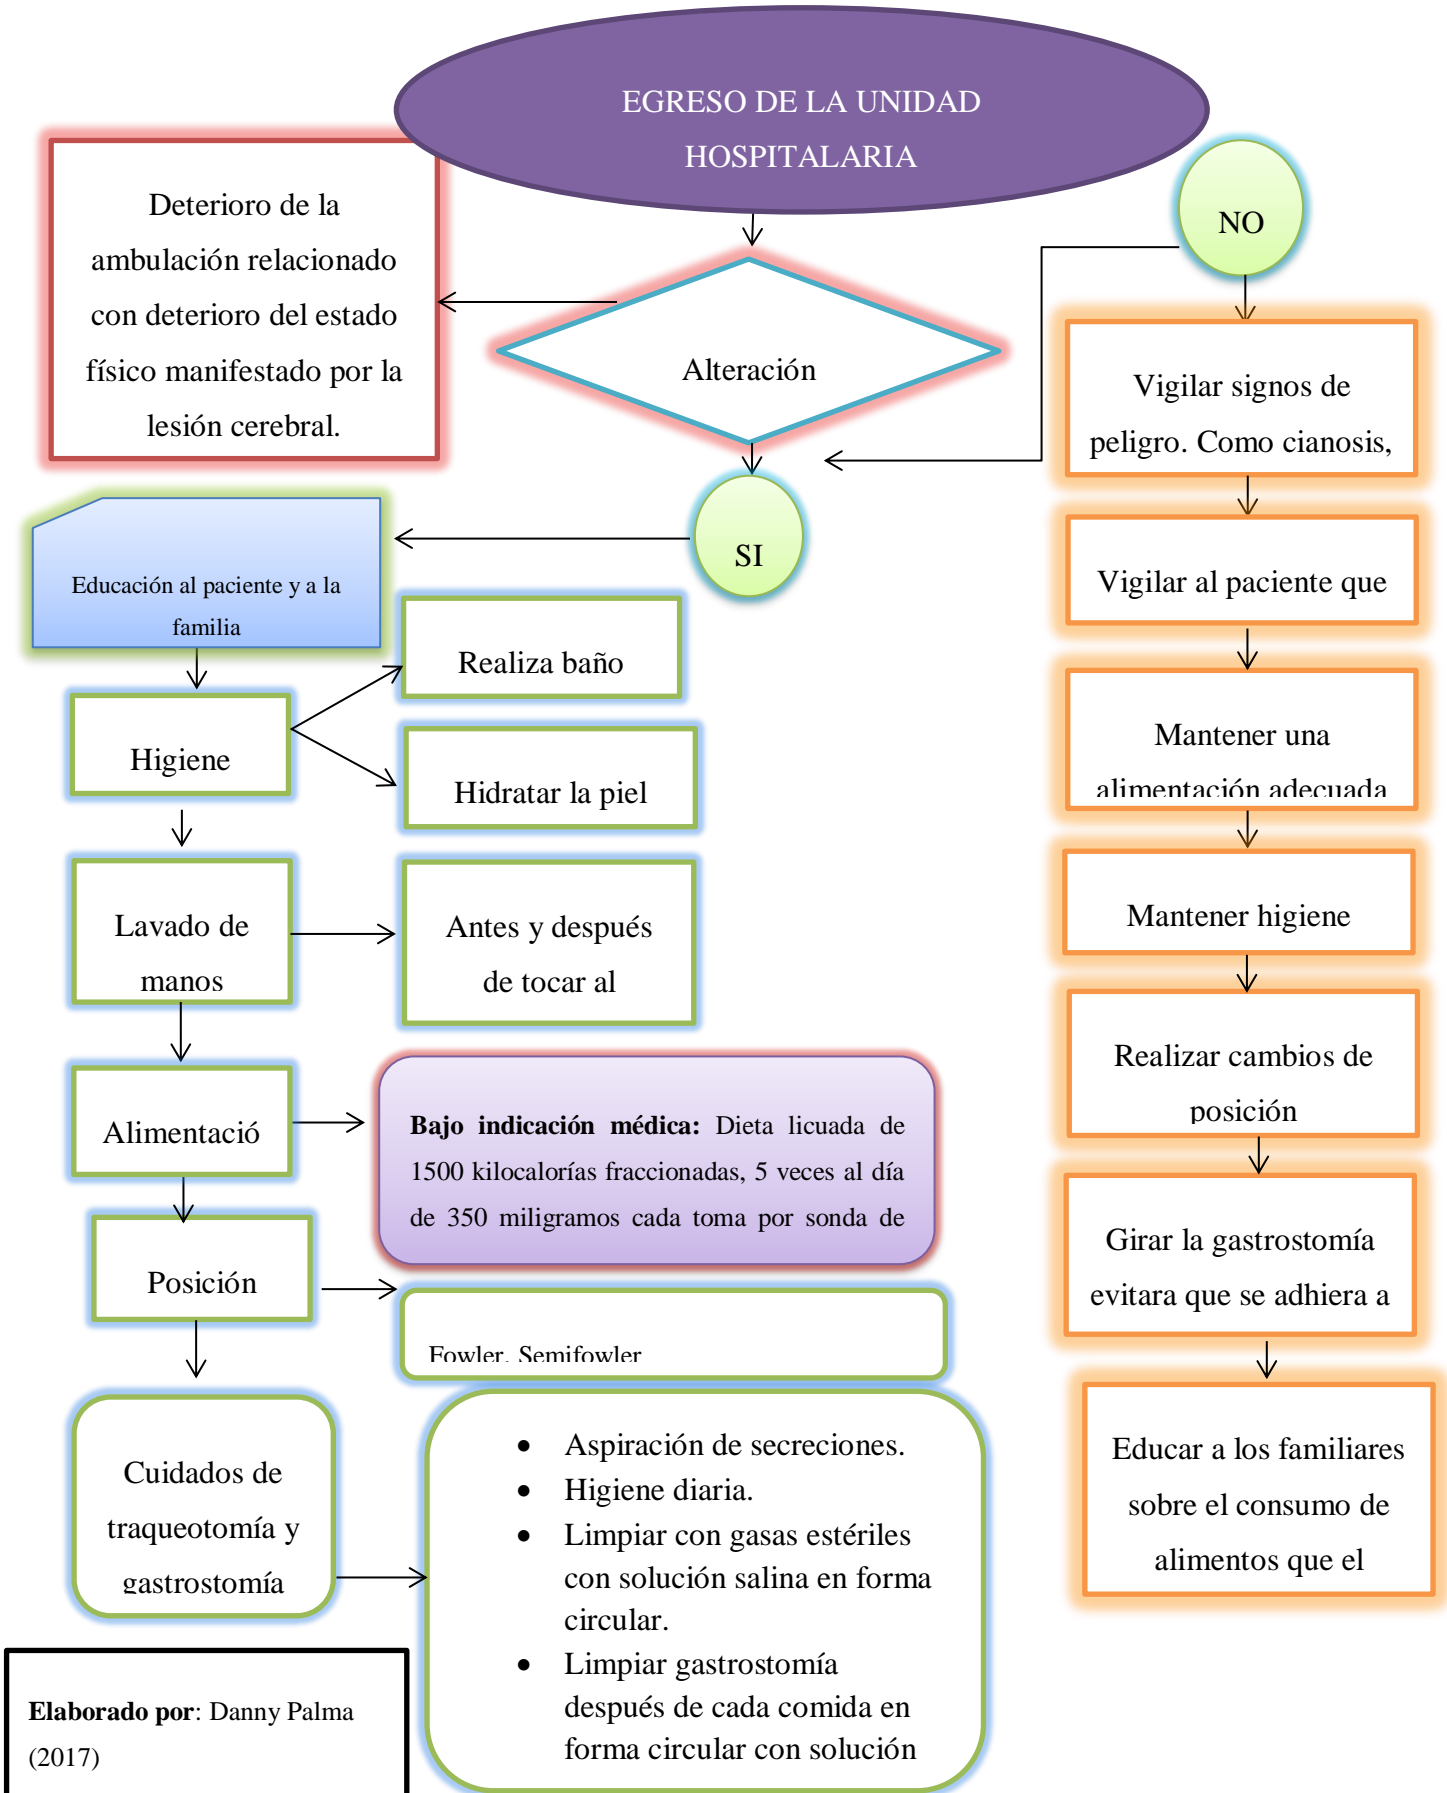 EGRESO DE LA UNIDAD
HOSPITALARIA
Deterioro de la
ambulación relacionado
con deterioro del estado
físico manifestado por la
lesión cerebral.
NO
Alteración
Vigilar signos de
peligro. Como cianosis,
SI
Educación al paciente y a la
familia
Vigilar al paciente que
Realiza baño
Higiene
Hidratar la piel
Mantener una
alimentación adecuada
Lavado de
manos
Antes y después
de tocar al
Mantener higiene
Realizar cambios de
posición
Alimentació
Bajo indicación médica: Dieta licuada de
1500 kilocalorías fraccionadas, 5 veces al día
de 350 miligramos cada toma por sonda de
Girar la gastrostomía
evitara que se adhiera a
Posición
Fowler, Semifowler
Cuidados de
traqueotomía y
gastrostomía
• Aspiración de secreciones.
• Higiene diaria.
• Limpiar con gasas estériles
con solución salina en forma
circular.
• Limpiar gastrostomía
después de cada comida en
forma circular con solución
Educar a los familiares
sobre el consumo de
alimentos que el
Elaborado por: Danny Palma
(2017)